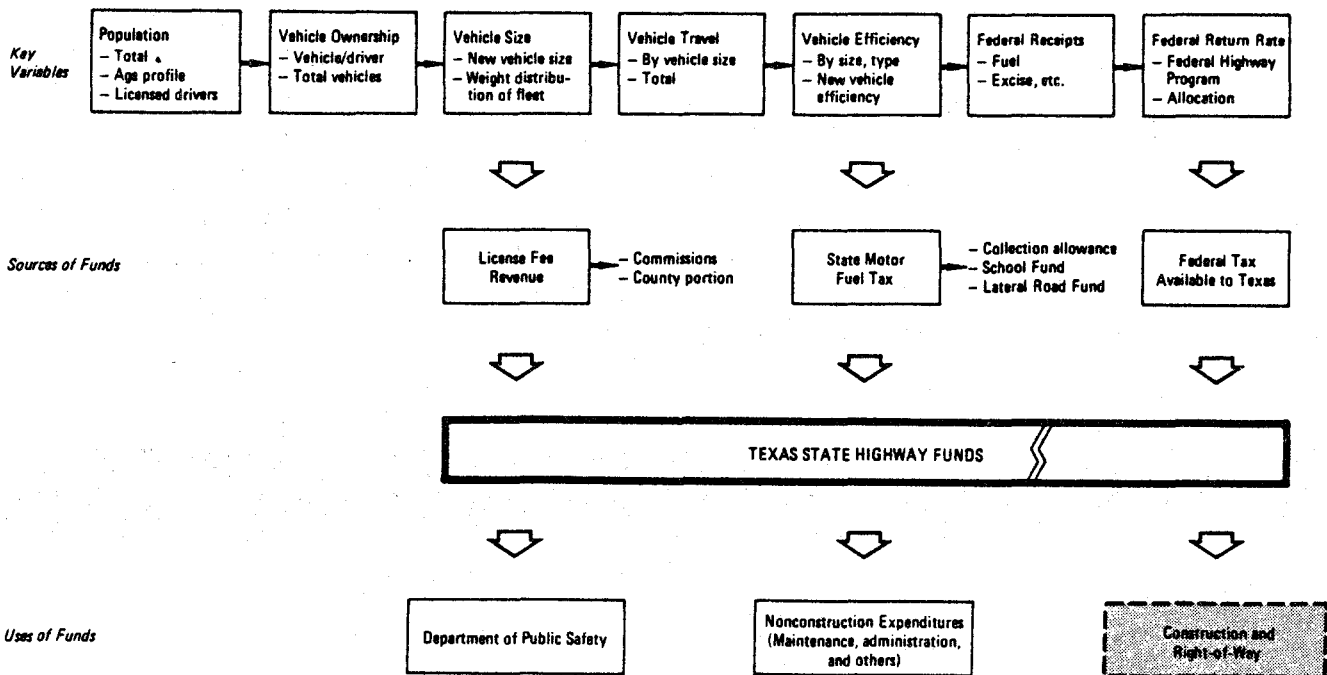 Key
Variables
Population
– Total
– Age profile
– Licensed drivers
Vehicle Ownership
– Vehicle/driver
– Total vehicles
Vehicle Size
– New vehicle size
– Weight distribu-
tion of fleet
Vehicle Travel
– By vehicle size
– Total
Vehicle Efficiency
– By size, type
– New vehicle
efficiency
Federal Receipts
– Fuel
– Excise, etc.
Federal Return Rate
– Federal Highway
Program
– Allocation
Sources of Funds
License Fee
Revenue
– Commissions
– County portion
State Motor
Fuel Tax
– Collection allowance
– School Fund
– Lateral Road Fund
Federal Tax
Available to Texas
TEXAS STATE HIGHWAY FUNDS
Uses of Funds
Department of Public Safety
Nonconstruction Expenditures
(Maintenance, administration,
and others)
Construction and
Right-of-Way